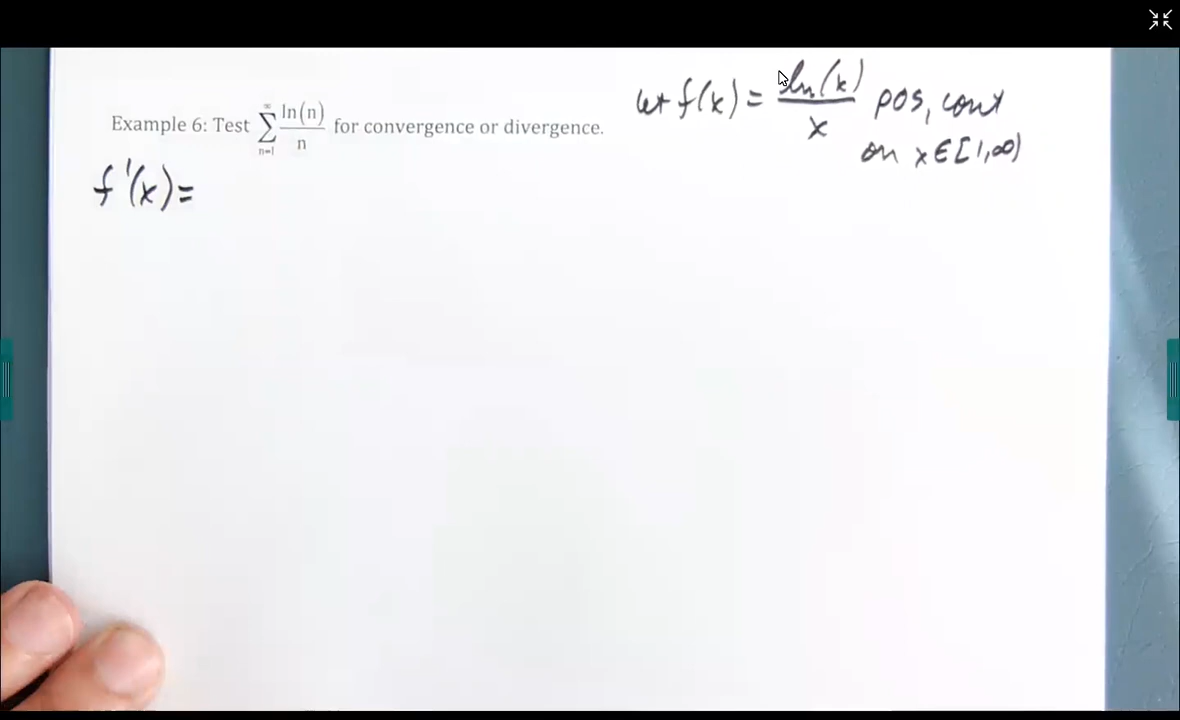 let f(x) = ln(x)/x pos, cont
on x ∈ [1,∞)
Example 6: Test ∑_{n=1}^{∞} ln(n)/n for convergence or divergence.
f'(x) =